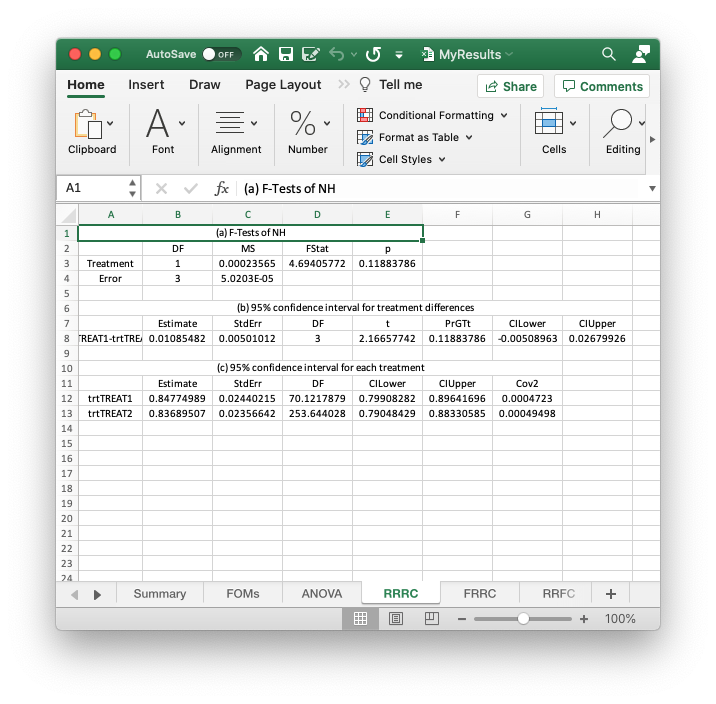 AutoSave OFF MyResults
Home Insert Draw Page Layout Tell me Share Comments
Clipboard Font Alignment % Number Conditional Formatting Format as Table Cell Styles Cells Editing
A1 fx (a) F-Tests of NH
A B C D E F G H
1 (a) F-Tests of NH
2 DF MS FStat p
3 Treatment 1 0.00023565 4.69405772 0.11883786
4 Error 3 5.0203E-05
5
6 (b) 95% confidence interval for treatment differences
7 Estimate StdErr DF t PrGTt CILower CIUpper
8 TREAT1-trtTREA 0.01085482 0.00501012 3 2.16657742 0.11883786 -0.00508963 0.02679926
9
10 (c) 95% confidence interval for each treatment
11 Estimate StdErr DF CILower CIUpper Cov2
12 trtTREAT1 0.84774989 0.02440215 70.1217879 0.79908282 0.89641696 0.0004723
13 trtTREAT2 0.83689507 0.02356642 253.644028 0.79048429 0.88330585 0.00049498
14
15
16
17
18
19
20
21
22
23
24
Summary FOMs ANOVA RRRC FRRC RRFC +
100%